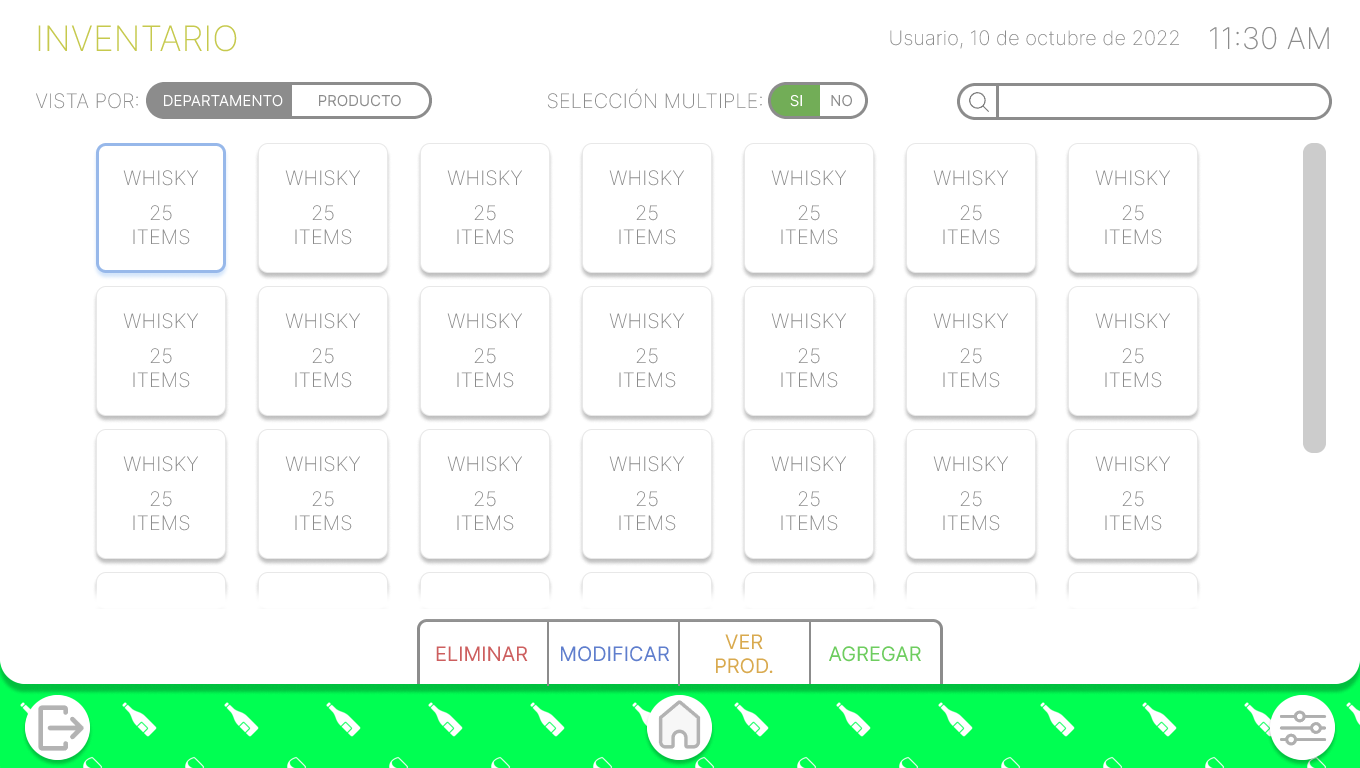 INVENTARIO
Usuario, 10 de octubre de 2022 11:30 AM
VISTA POR: DEPARTAMENTO PRODUCTO SELECCIÓN MULTIPLE: SI NO
WHISKY WHISKY WHISKY WHISKY WHISKY WHISKY WHISKY
25 25 25 25 25 25 25
ITEMS ITEMS ITEMS ITEMS ITEMS ITEMS ITEMS
WHISKY WHISKY WHISKY WHISKY WHISKY WHISKY WHISKY
25 25 25 25 25 25 25
ITEMS ITEMS ITEMS ITEMS ITEMS ITEMS ITEMS
WHISKY WHISKY WHISKY WHISKY WHISKY WHISKY WHISKY
25 25 25 25 25 25 25
ITEMS ITEMS ITEMS ITEMS ITEMS ITEMS ITEMS
ELIMINAR
MODIFICAR
VER
PROD.
AGREGAR